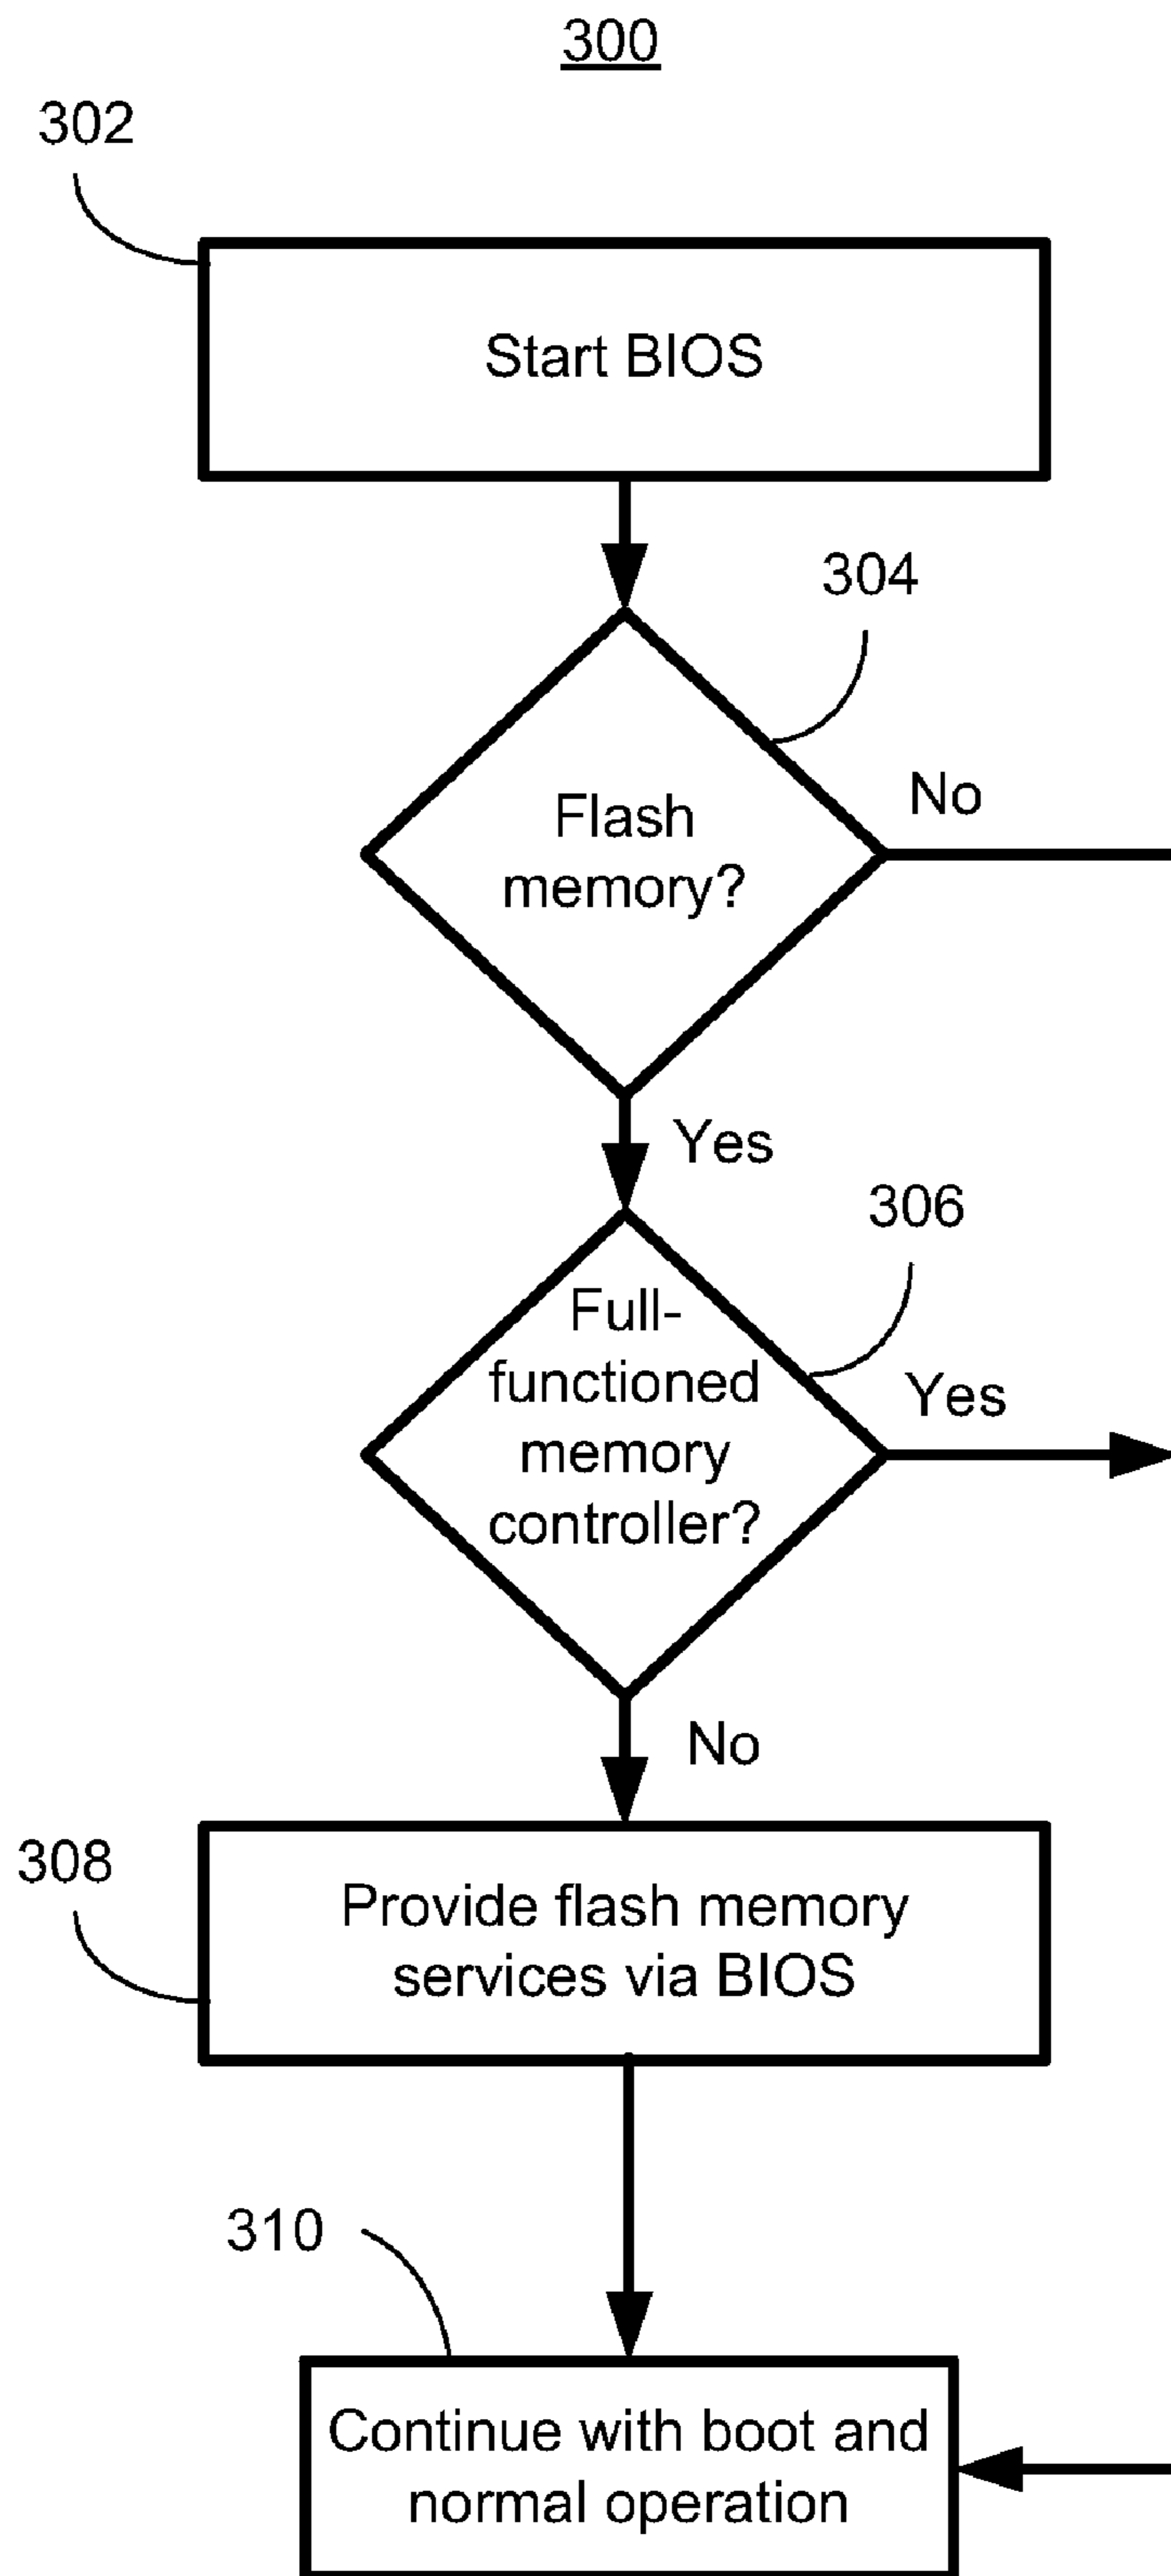 300
302
Start BIOS
304
Flash
memory?
No
Yes
306
Full-
functioned
memory
controller?
Yes
No
308
Provide flash memory
services via BIOS
310
Continue with boot and
normal operation